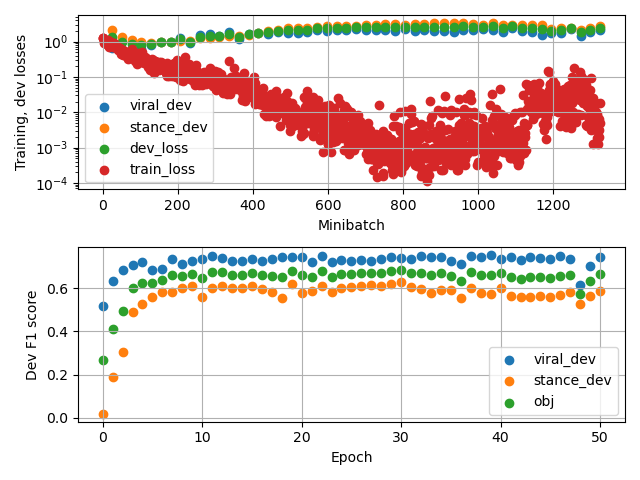 Training, dev losses
10⁰
10⁻¹
10⁻²
10⁻³
10⁻⁴
viral_dev
stance_dev
dev_loss
train_loss
0 200 400 600 800 1000 1200
Minibatch
Dev F1 score
0.6
0.4
0.2
0.0
viral_dev
stance_dev
obj
0 10 20 30 40 50
Epoch